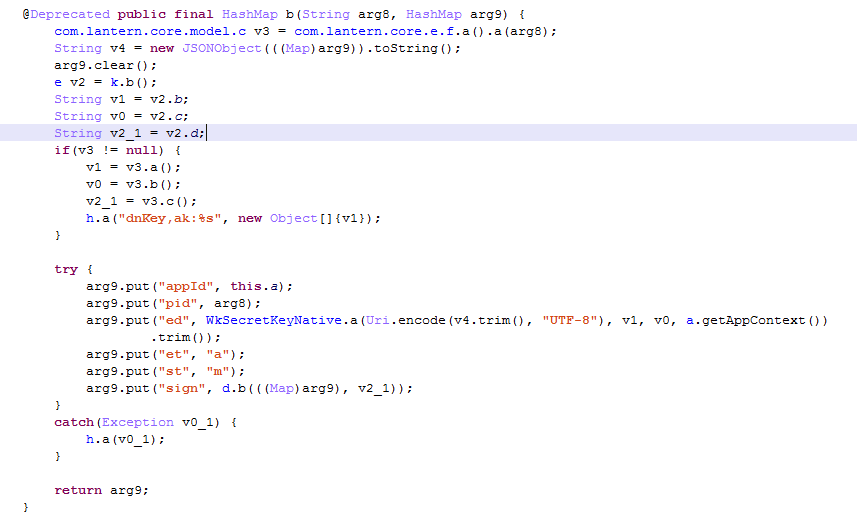 @Deprecated public final HashMap b(String arg8, HashMap arg9) {
    com.lantern.core.model.c v3 = com.lantern.core.e.f.a().a(arg8);
    String v4 = new JSONObject(((Map)arg9)).toString();
    arg9.clear();
    e v2 = k.b();
    String v1 = v2.b;
    String v0 = v2.c;
    String v2_1 = v2.d;
    if(v3 != null) {
        v1 = v3.a();
        v0 = v3.b();
        v2_1 = v3.c();
        h.a("dnKey,ak:%s", new Object[]{v1});
    }

    try {
        arg9.put("appId", this.a);
        arg9.put("pid", arg8);
        arg9.put("ed", WkSecretKeyNative.a(Uri.encode(v4.trim(), "UTF-8"), v1, v0, a.getAppContext())
                .trim());
        arg9.put("et", "a");
        arg9.put("st", "m");
        arg9.put("sign", d.b(((Map)arg9), v2_1));
    }
    catch(Exception v0_1) {
        h.a(v0_1);
    }

    return arg9;
}